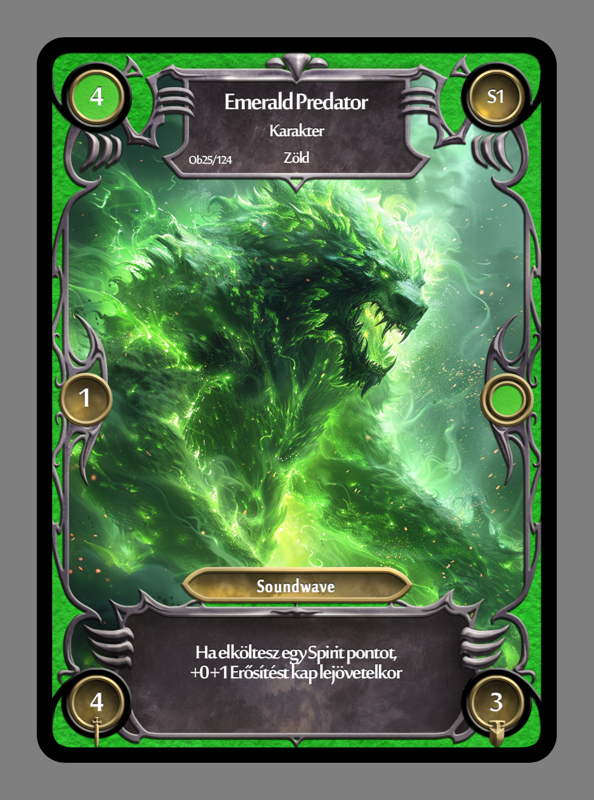 4
Emerald Predator
S1
Karakter
Ob25/124
Zöld
1
Soundwave
Ha elköltesz egy Spirit pontot,
+0+1 Erősítést kap lejövetelkor
4
3